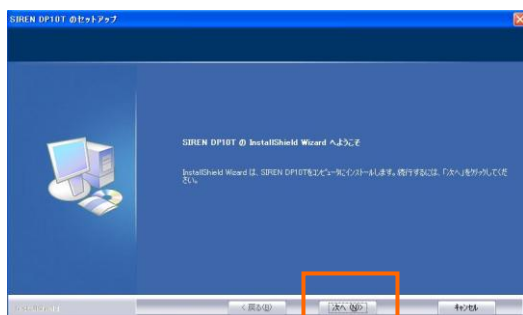 SIREN DP10T のセットアップ
SIREN DP10T の InstallShield Wizard へようこそ
InstallShield Wizard は、SIREN DP10Tをコンピュータにインストールします。続行するには、「次へ」をクリックしてくだ
さい。
InstallShield
< 戻る(B)
次へ (N)>
キャンセル